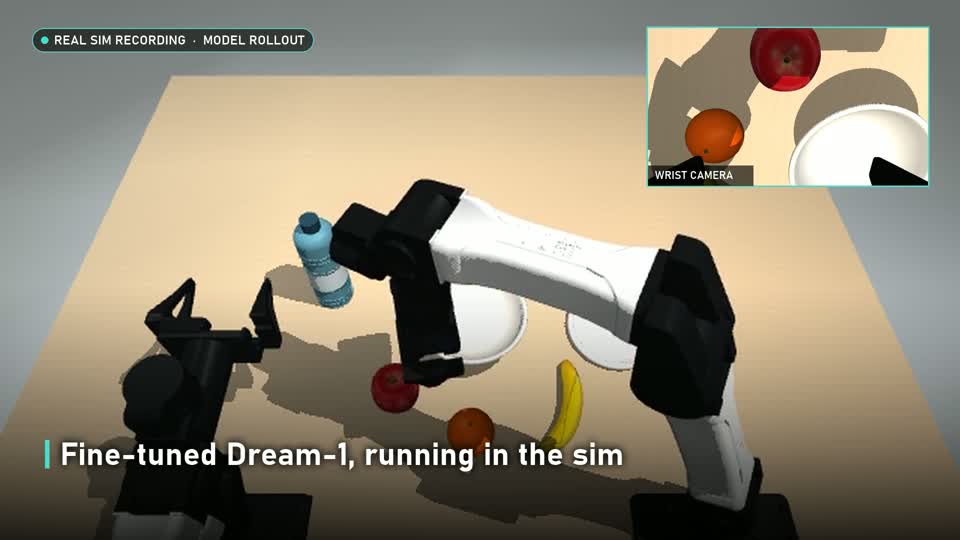 REAL SIM RECORDING · MODEL ROLLOUT
WRIST CAMERA
Fine-tuned Dream-1, running in the sim